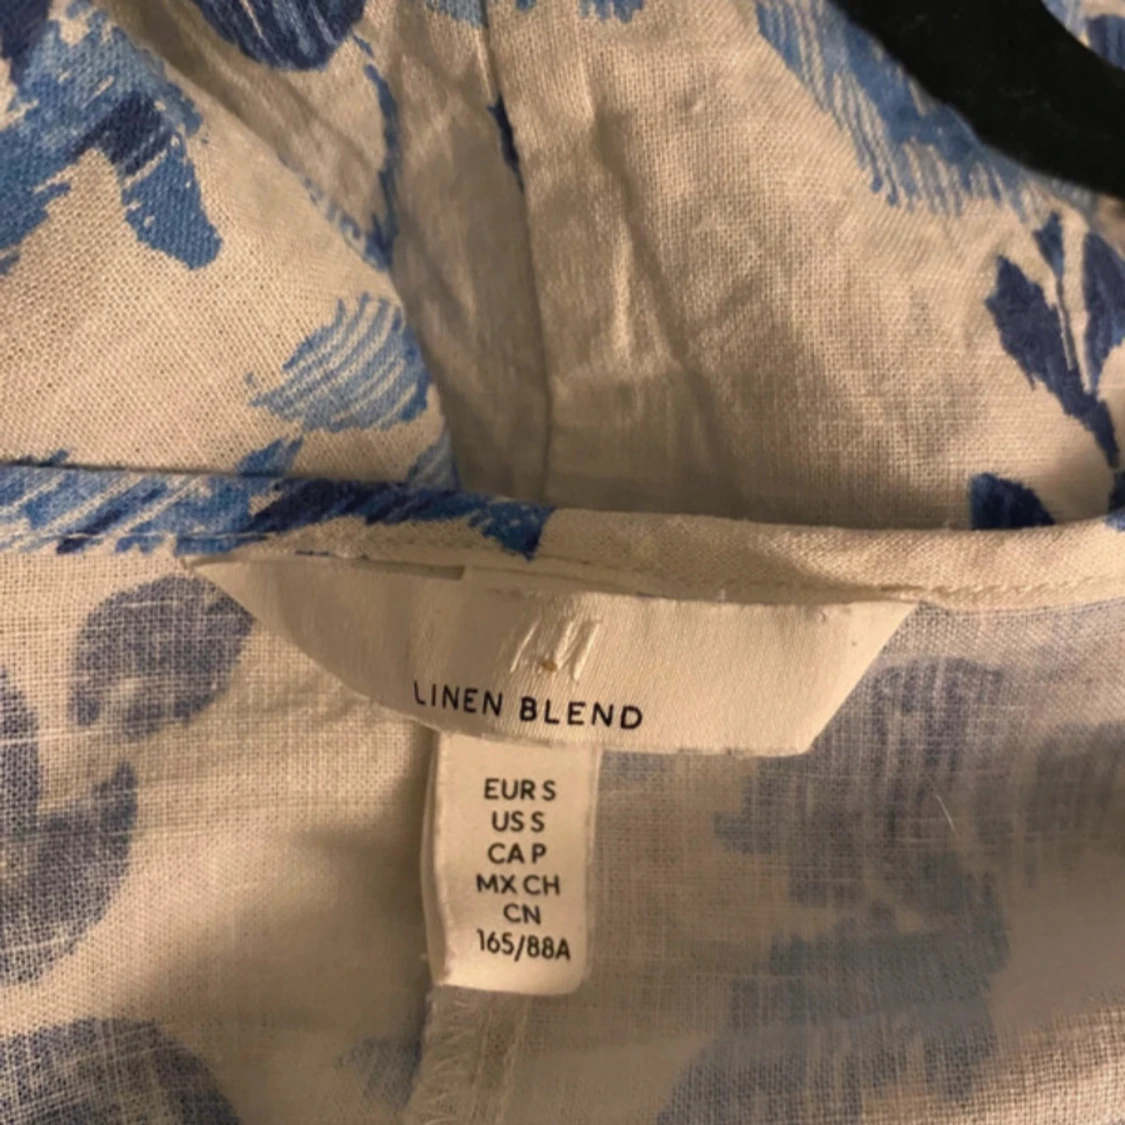 LINEN BLEND
EUR S
US S
CA P
MX CH
CN
165/88A